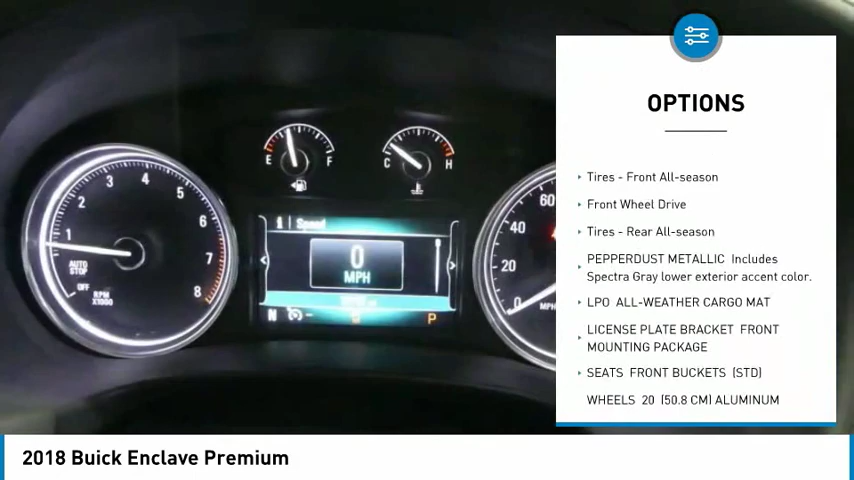 OPTIONS
Tires - Front All-season
Front Wheel Drive
Tires - Rear All-season
PEPPERDUST METALLIC Includes
Spectra Gray lower exterior accent color.
LPO ALL-WEATHER CARGO MAT
LICENSE PLATE BRACKET FRONT
MOUNTING PACKAGE
SEATS FRONT BUCKETS (STD)
WHEELS 20 (50.8 CM) ALUMINUM
E F
C H
1 2 3 4 5 6 7 8
AUTO
STOP
OFF
RPM
X1000
i Speed
0
MPH
N P
0 20 40 60
MPH
2018 Buick Enclave Premium